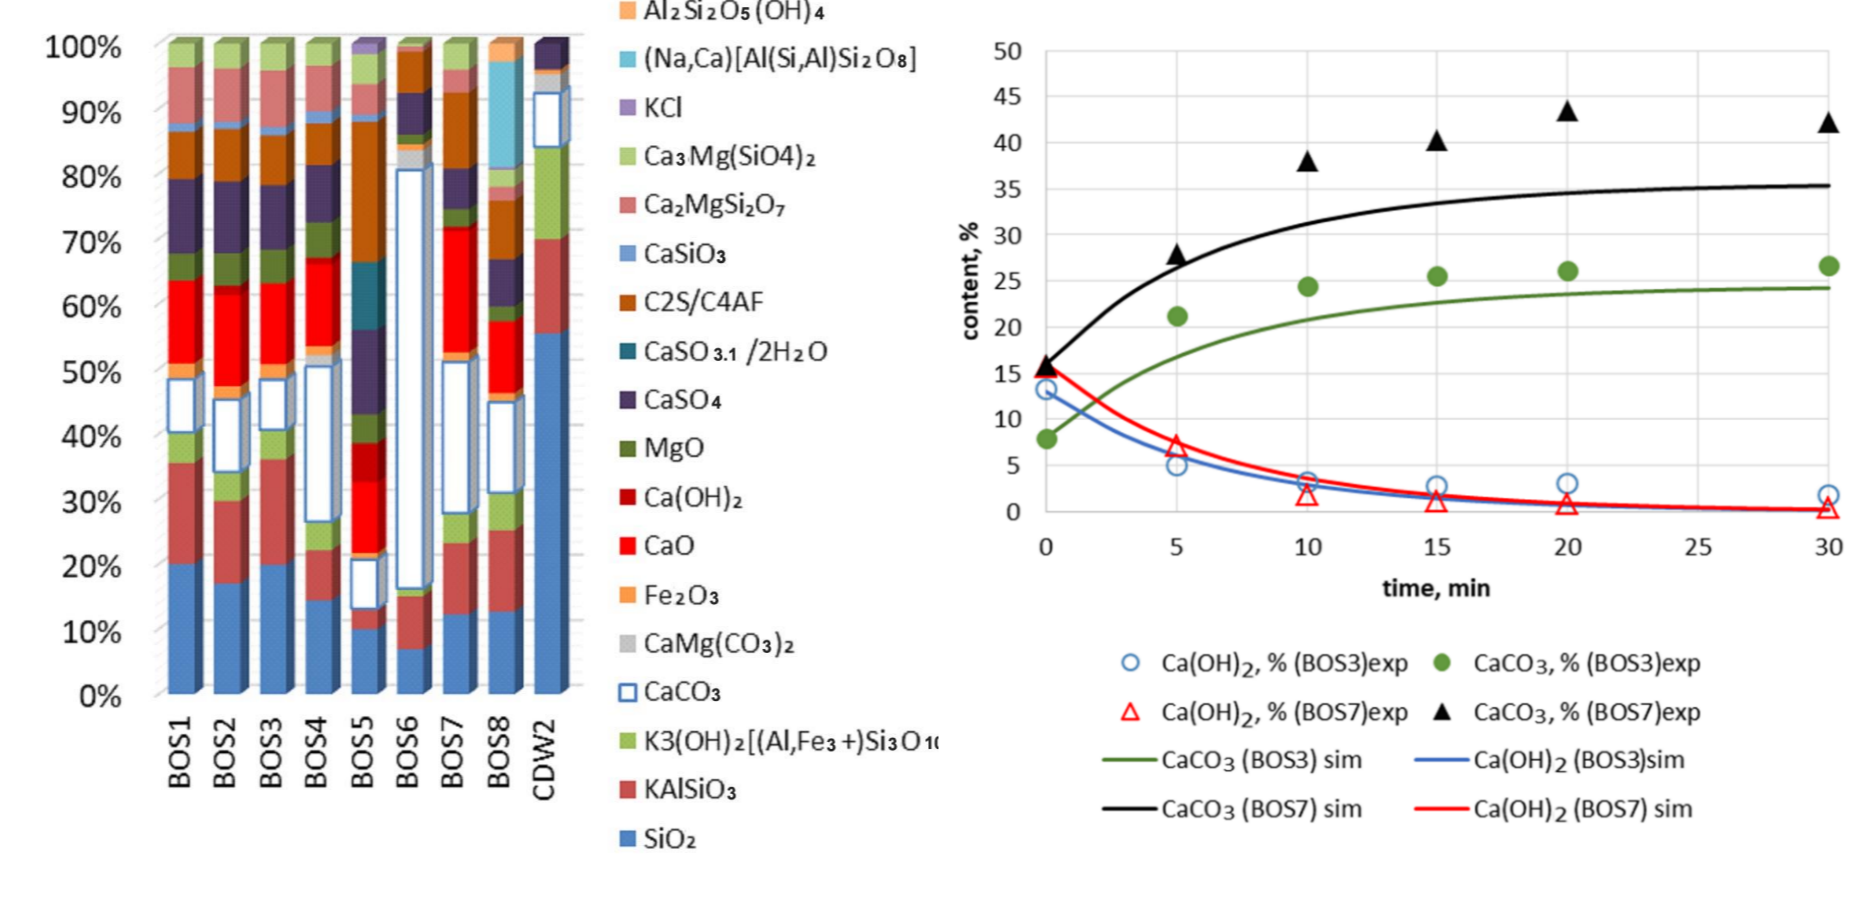 100%
90%
80%
70%
60%
50%
40%
30%
20%
10%
0%
BOS1
BOS2
BOS3
BOS4
BOS5
BOS6
BOS7
BOS8
CDW2
Al₂Si₂O₅(OH)₄
(Na,Ca)[Al(Si,Al)Si₂O₈]
KCl
Ca₃Mg(SiO4)₂
Ca₂MgSi₂O₇
CaSiO₃
C2S/C4AF
CaSO₃.₁ /2H₂O
CaSO₄
MgO
Ca(OH)₂
CaO
Fe₂O₃
CaMg(CO₃)₂
CaCO₃
K3(OH)₂[(Al,Fe₃+)Si₃O₁₀
KAlSiO₃
SiO₂
content, %
50
45
40
35
30
25
20
15
10
5
0
0 5 10 15 20 25 30
time, min
Ca(OH)₂, % (BOS3)exp CaCO₃, % (BOS3)exp
Ca(OH)₂, % (BOS7)exp CaCO₃, % (BOS7)exp
CaCO₃ (BOS3) sim Ca(OH)₂ (BOS3)sim
CaCO₃ (BOS7) sim Ca(OH)₂ (BOS7) sim